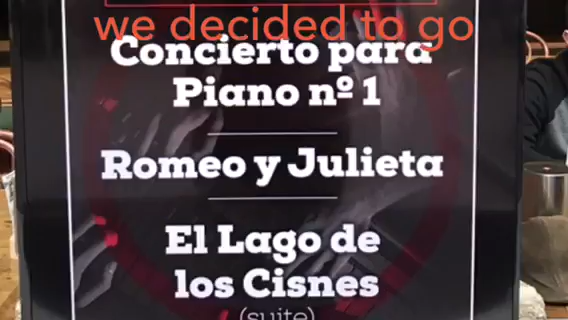 we decided to go
Concierto para
Piano nº 1
Romeo y Julieta
El Lago de
los Cisnes
(suite)